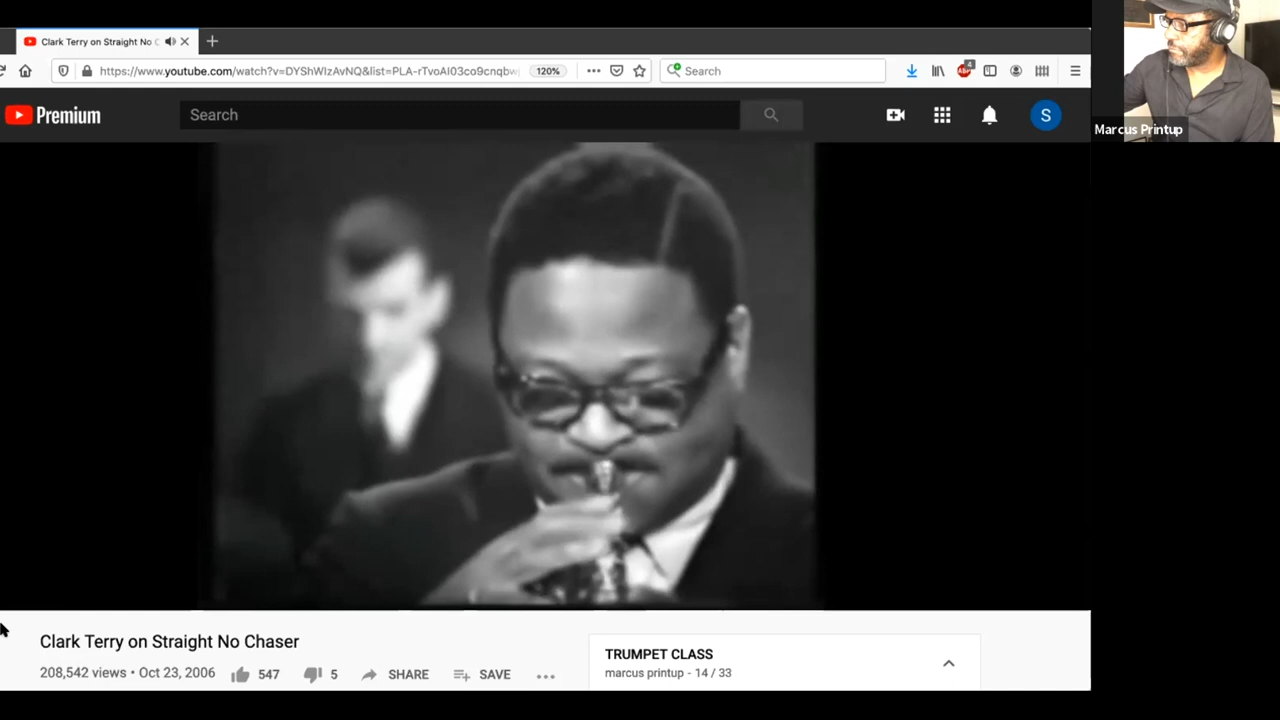 Clark Terry on Straight No C
https://www.youtube.com/watch?v=DYShWIzAvNQ&list=PLA-rTvoAI03co9cnqbw
120%
Search
ABP
4
Premium
Search
S
Marcus Printup
Clark Terry on Straight No Chaser
208,542 views • Oct 23, 2006
547
5
SHARE
SAVE
TRUMPET CLASS
marcus printup - 14 / 33